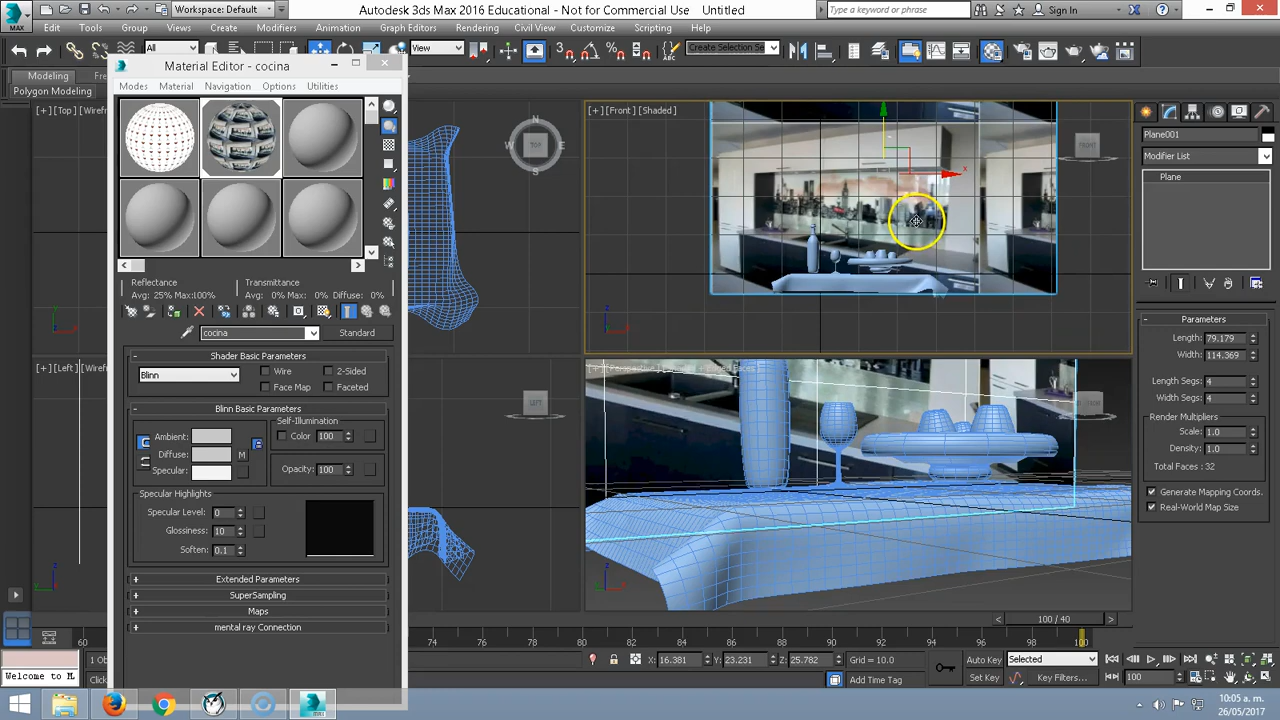 MAX
Workspace: Default
Autodesk 3ds Max 2016 Educational - Not for Commercial Use
Untitled
Type a keyword or phrase
Sign In
Edit
Tools
Group
Views
Create
Modifiers
Animation
Graph Editors
Rendering
Civil View
Customize
Scripting
Help
All
View
Create Selection Se
Modeling
Polygon Modeling
Material Editor - cocina
Modes
Material
Navigation
Options
Utilities
Reflectance
Avg: 25% Max:100%
Transmittance
Avg: 0% Max: 0% Diffuse: 0%
cocina
Standard
Shader Basic Parameters
Blinn
Wire
2-Sided
Face Map
Faceted
Blinn Basic Parameters
Self-Illumination
Ambient:
Color
100
Diffuse:
M
Specular:
Opacity: 100
Specular Highlights
Specular Level: 0
Glossiness: 10
Soften: 0.1
Extended Parameters
SuperSampling
Maps
mental ray Connection
[+] [Front] [Shaded]
N
W
E
S
TOP
FRONT
LEFT
x
Plane001
Modifier List
Plane
Parameters
Length: 79.179
Width: 114.369
Length Segs: 4
Width Segs: 4
Render Multipliers
Scale: 1.0
Density: 1.0
Total Faces : 32
Generate Mapping Coords.
Real-World Map Size
100 / 40
60
74
76
78
80
82
84
86
88
90
92
94
96
98
100
X: 16.381
Y: 23.231
Z: 25.782
Grid = 10.0
Auto Key
Selected
Set Key
Key Filters...
100
Add Time Tag
Welcome to M
10:05 a. m.
26/05/2017